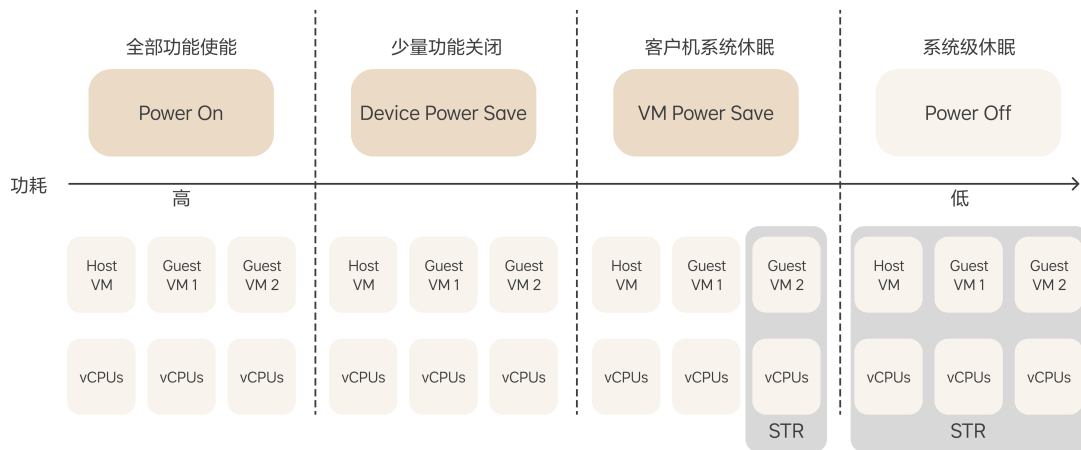 全部功能使能
少量功能关闭
客户机系统休眠
系统级休眠
Power On
Device Power Save
VM Power Save
Power Off
功耗
高
低
Host
VM
Guest
VM 1
Guest
VM 2
Host
VM
Guest
VM 1
Guest
VM 2
Host
VM
Guest
VM 1
Guest
VM 2
Host
VM
Guest
VM 1
Guest
VM 2
vCPUs
vCPUs
vCPUs
vCPUs
vCPUs
vCPUs
vCPUs
vCPUs
vCPUs
vCPUs
vCPUs
vCPUs
STR
STR